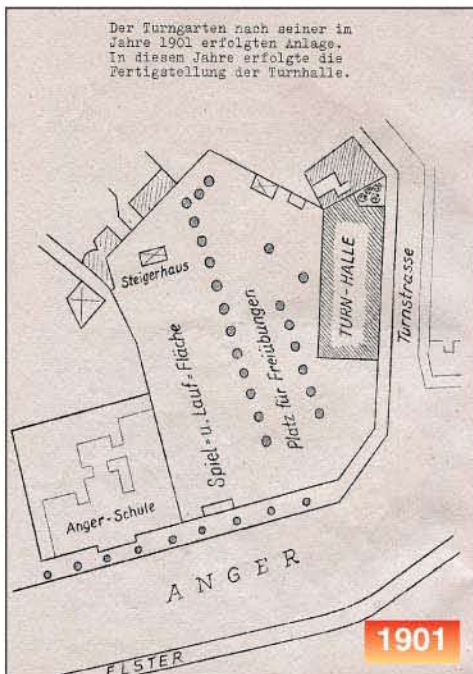 Der Turngarten nach seiner im
Jahre 1901 erfolgten Anlage.
In diesem Jahre erfolgte die
Fertigstellung der Turnhalle.
Steigerhaus
Spiel= u. Lauf=Fläche
Platz für Freiübungen
TURN-HALLE
Turnstrasse
Anger-Schule
ANGER
ELSTER
1901